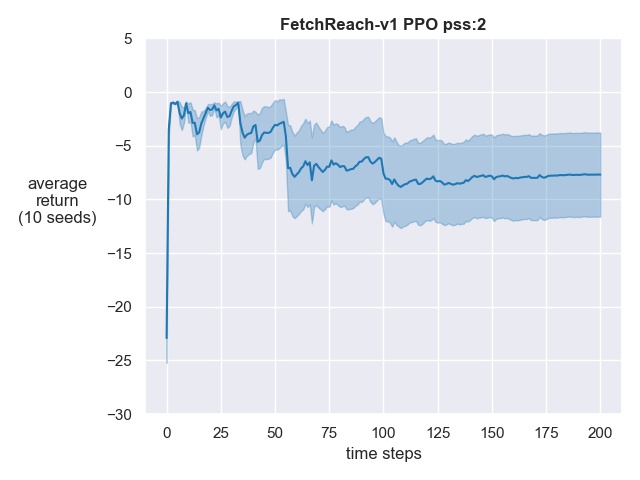 FetchReach-v1 PPO pss:2
5
0
−5
−10
−15
−20
−25
−30
average
return
(10 seeds)
0 25 50 75 100 125 150 175 200
time steps